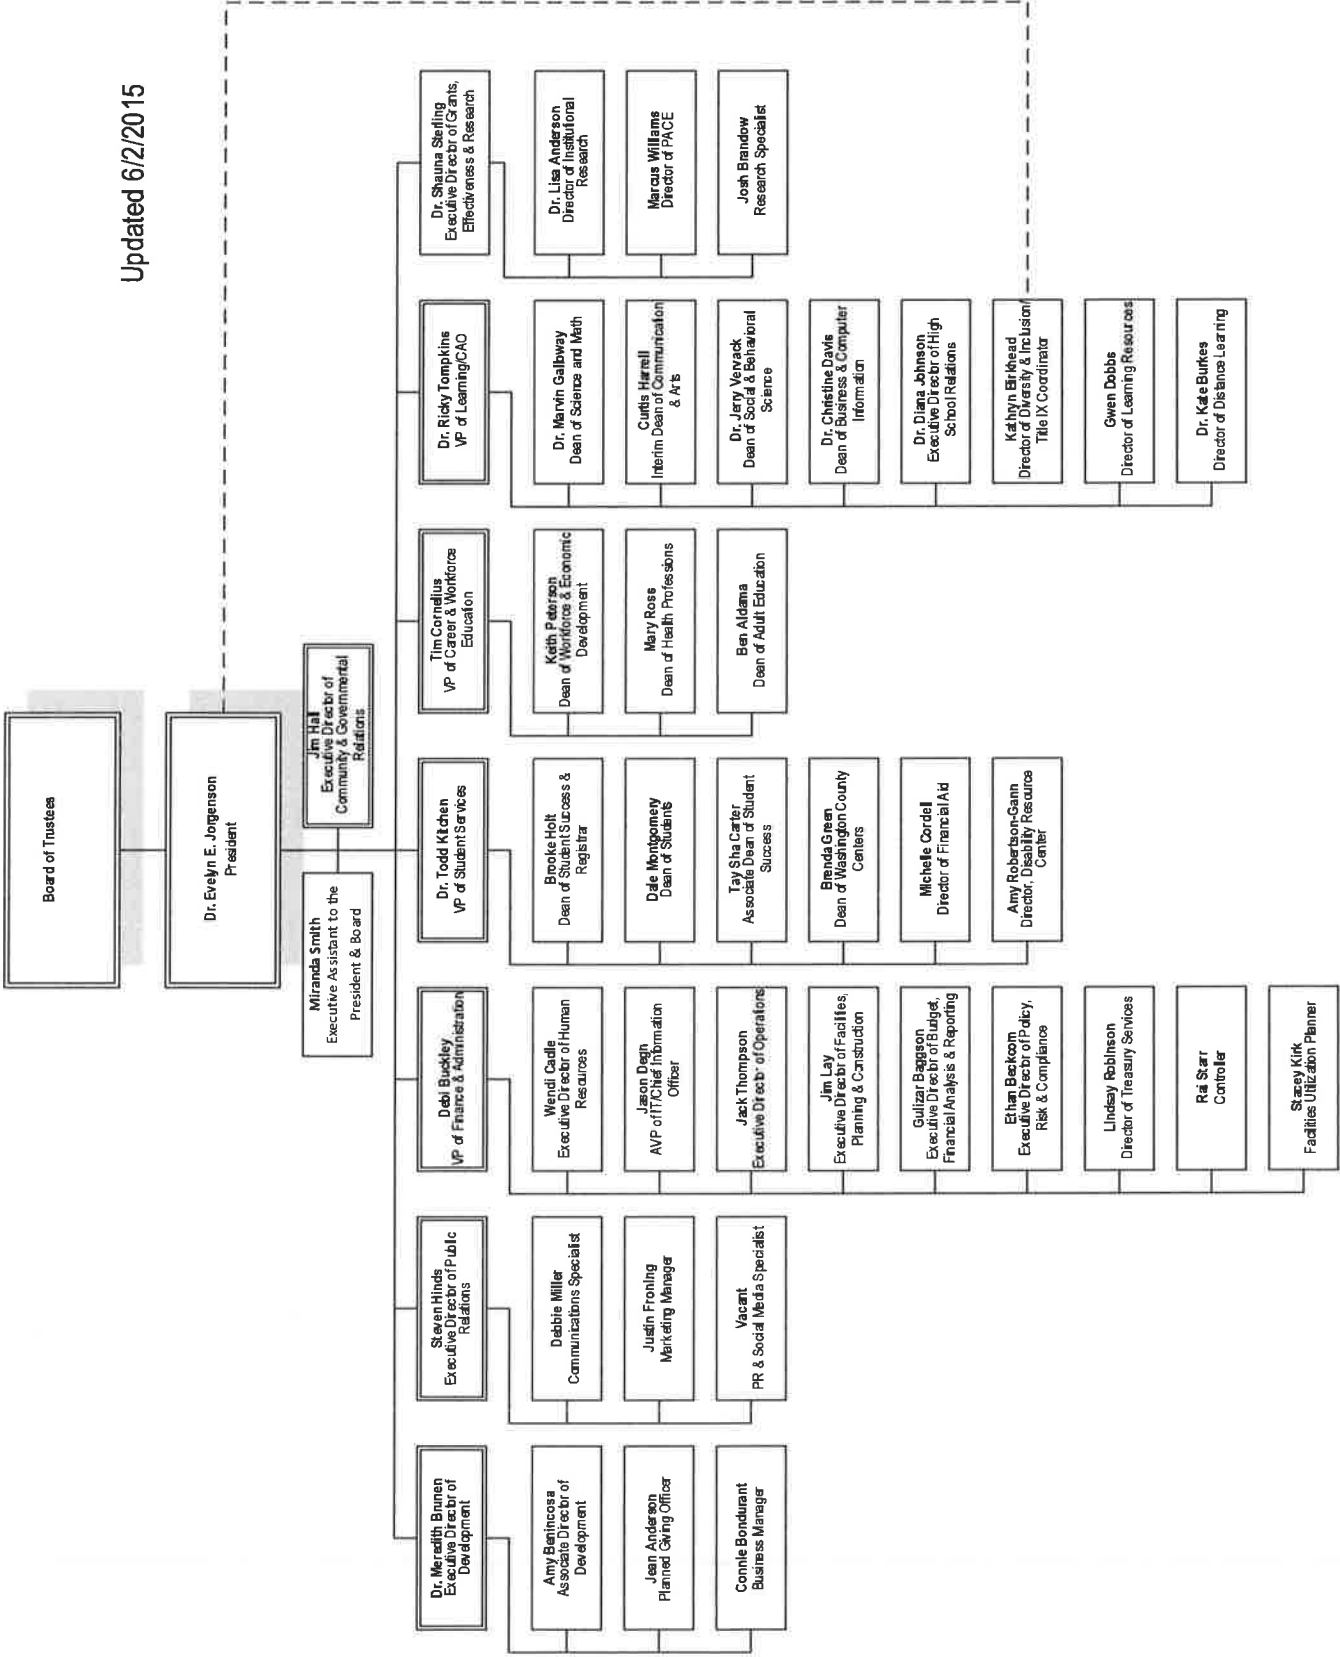 Updated 6/2/2015
Board of Trustees
Dr. Evelyn E. Jorgenson
President
Miranda Smith
Executive Assistant to the
President & Board
Jim Hall
Executive Director of
Community & Governmental
Relations
Dr. Meredith Brunen
Executive Director of
Development
Amy Benincosa
Associate Director of
Development
Jean Anderson
Planned Giving Officer
Connie Bondurant
Business Manager
Steven Hinds
Executive Director of Public
Relations
Debbie Miller
Communications Specialist
Justin Froning
Marketing Manager
Vacant
PR & Social Media Specialist
Debi Buckley
VP of Finance & Administration
Wendi Cadle
Executive Director of Human
Resources
Jason Degn
AVP of IT/Chief Information
Officer
Jack Thompson
Executive Director of Operations
Jim Lay
Executive Director of Facilities,
Planning & Construction
Gulizar Baggson
Executive Director of Budget,
Financial Analysis & Reporting
Ethan Beckcom
Executive Director of Policy,
Risk & Compliance
Lindsay Robinson
Director of Treasury Services
Rai Starr
Controller
Stacey Kirk
Facilities Utilization Planner
Dr. Todd Kitchen
VP of Student Services
Brooke Holt
Dean of Student Success &
Registrar
Dale Montgomery
Dean of Students
Tay Sha Carter
Associate Dean of Student
Success
Brenda Green
Dean of Washington County
Centers
Michelle Cordell
Director of Financial Aid
Amy Robertson-Gann
Director, Disability Resource
Center
Tim Cornelius
VP of Career & Workforce
Education
Keith Peterson
Dean of Workforce & Economic
Development
Mary Ross
Dean of Health Professions
Ben Aldama
Dean of Adult Education
Dr. Ricky Tompkins
VP of Learning/CAO
Dr. Marvin Galloway
Dean of Science and Math
Curtis Harrell
Interim Dean of Communication
& Arts
Dr. Jerry Vervack
Dean of Social & Behavioral
Science
Dr. Christine Davis
Dean of Business & Computer
Information
Dr. Diana Johnson
Executive Director of High
School Relations
Kathryn Birkhead
Director of Diversity & Inclusion/
Title IX Coordinator
Gwen Dobbs
Director of Learning Resources
Dr. Kate Burkes
Director of Distance Learning
Dr. Shauna Sterling
Executive Director of Grants,
Effectiveness & Research
Dr. Lisa Anderson
Director of Institutional
Research
Marcus Williams
Director of PACE
Josh Brandow
Research Specialist